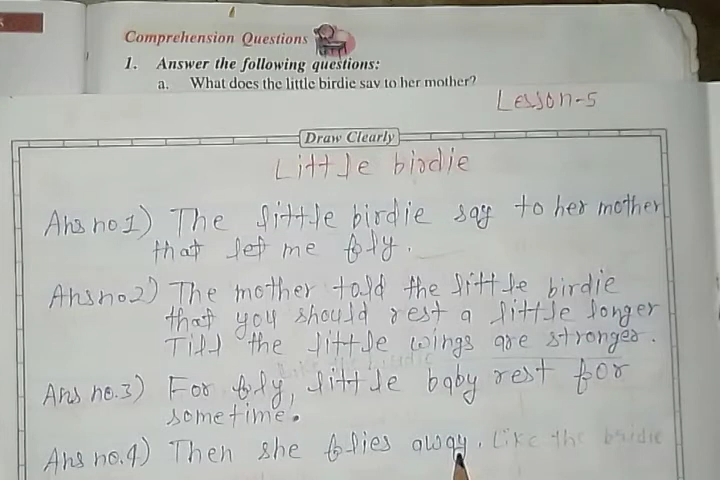 Comprehension Questions
1. Answer the following questions:
a. What does the little birdie say to her mother?
Lesson-5
Draw Clearly
Little birdie
Ans no 1) The little birdie say to her mother
that let me fly.
Ans no 2) The mother told the little birdie
that you should rest a little longer
Till the little wings are stronger.
Ans no.3) For fly, little baby rest for
sometime.
Ans no.4) Then she flies away. Like the birdie